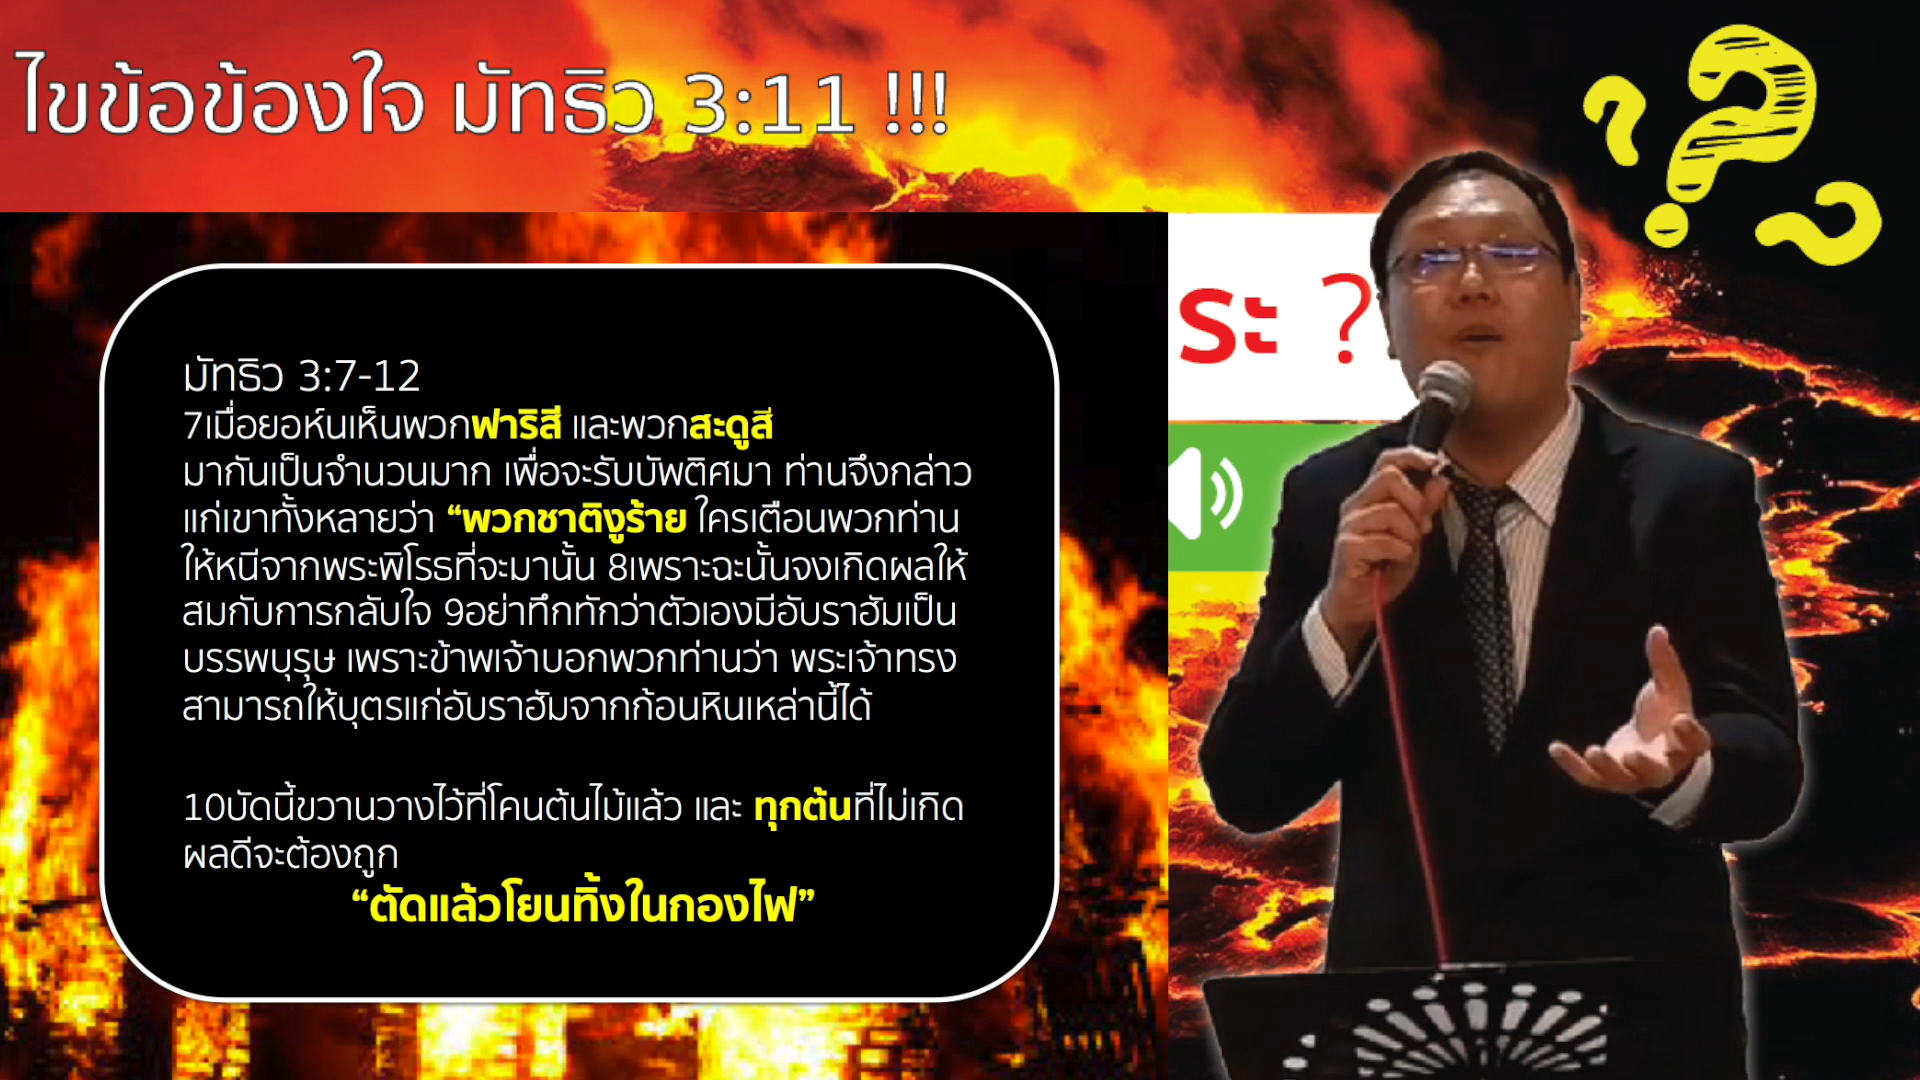 ไขข้อข้องใจ มัทธิว 3:11 !!!
ระ ?
มัทธิว 3:7-12
7เมื่อยอห์นเห็นพวกฟาริสี และพวกสะดูสี
มากันเป็นจำนวนมาก เพื่อจะรับบัพติศมา ท่านจึงกล่าว
แก่เขาทั้งหลายว่า “พวกชาติงูร้าย ใครเตือนพวกท่าน
ให้หนีจากพระพิโรธที่จะมานั้น 8เพราะฉะนั้นจงเกิดผลให้
สมกับการกลับใจ 9อย่าทึกทักว่าตัวเองมีอับราฮัมเป็น
บรรพบุรุษ เพราะข้าพเจ้าบอกพวกท่านว่า พระเจ้าทรง
สามารถให้บุตรแก่อับราฮัมจากก้อนหินเหล่านี้ได้
10บัดนี้ขวานวางไว้ที่โคนต้นไม้แล้ว และ ทุกต้นที่ไม่เกิด
ผลดีจะต้องถูก
“ตัดแล้วโยนทิ้งในกองไฟ”